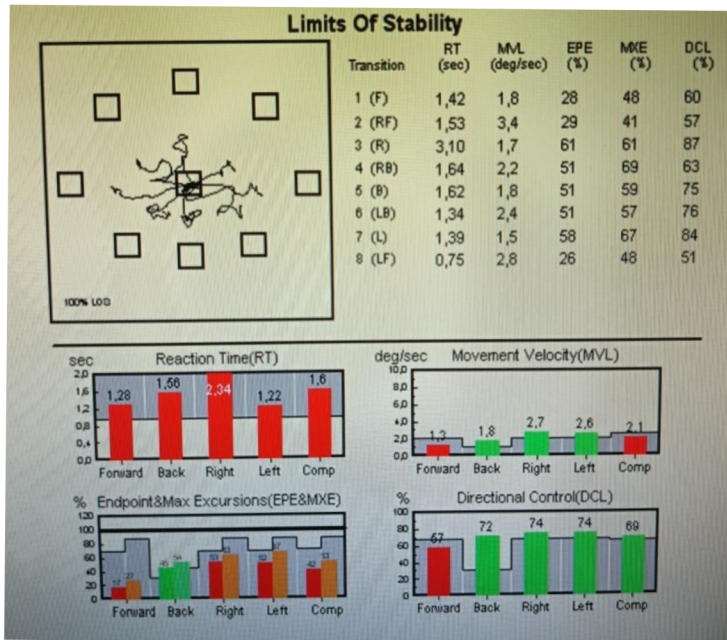 Limits Of Stability
Transition RT (sec) MVL (deg/sec) EPE (%) MXE (%) DCL (%)
1 (F) 1,42 1,8 28 48 60
2 (RF) 1,53 3,4 29 41 57
3 (R) 3,10 1,7 61 61 87
4 (RB) 1,64 2,2 51 69 63
5 (B) 1,62 1,8 51 59 75
6 (LB) 1,34 2,4 51 57 76
7 (L) 1,39 1,5 58 67 84
8 (LF) 0,75 2,8 26 48 51
100% LOS
sec Reaction Time(RT)
2,0
1,6
1,2
0,8
0,4
0,0
1,28 1,56 2,34 1,22 1,6
Forward Back Right Left Comp
deg/sec Movement Velocity(MVL)
10,0
8,0
6,0
4,0
2,0
0,0
1,3 1,8 2,7 2,6 2,1
Forward Back Right Left Comp
% Endpoint&Max Excursions(EPE&MXE)
120
100
80
60
40
20
0
17 27 54 53 63 52 42 53
Forward Back Right Left Comp
% Directional Control(DCL)
100
80
60
40
20
0
72 74 74 69
Forward Back Right Left Comp